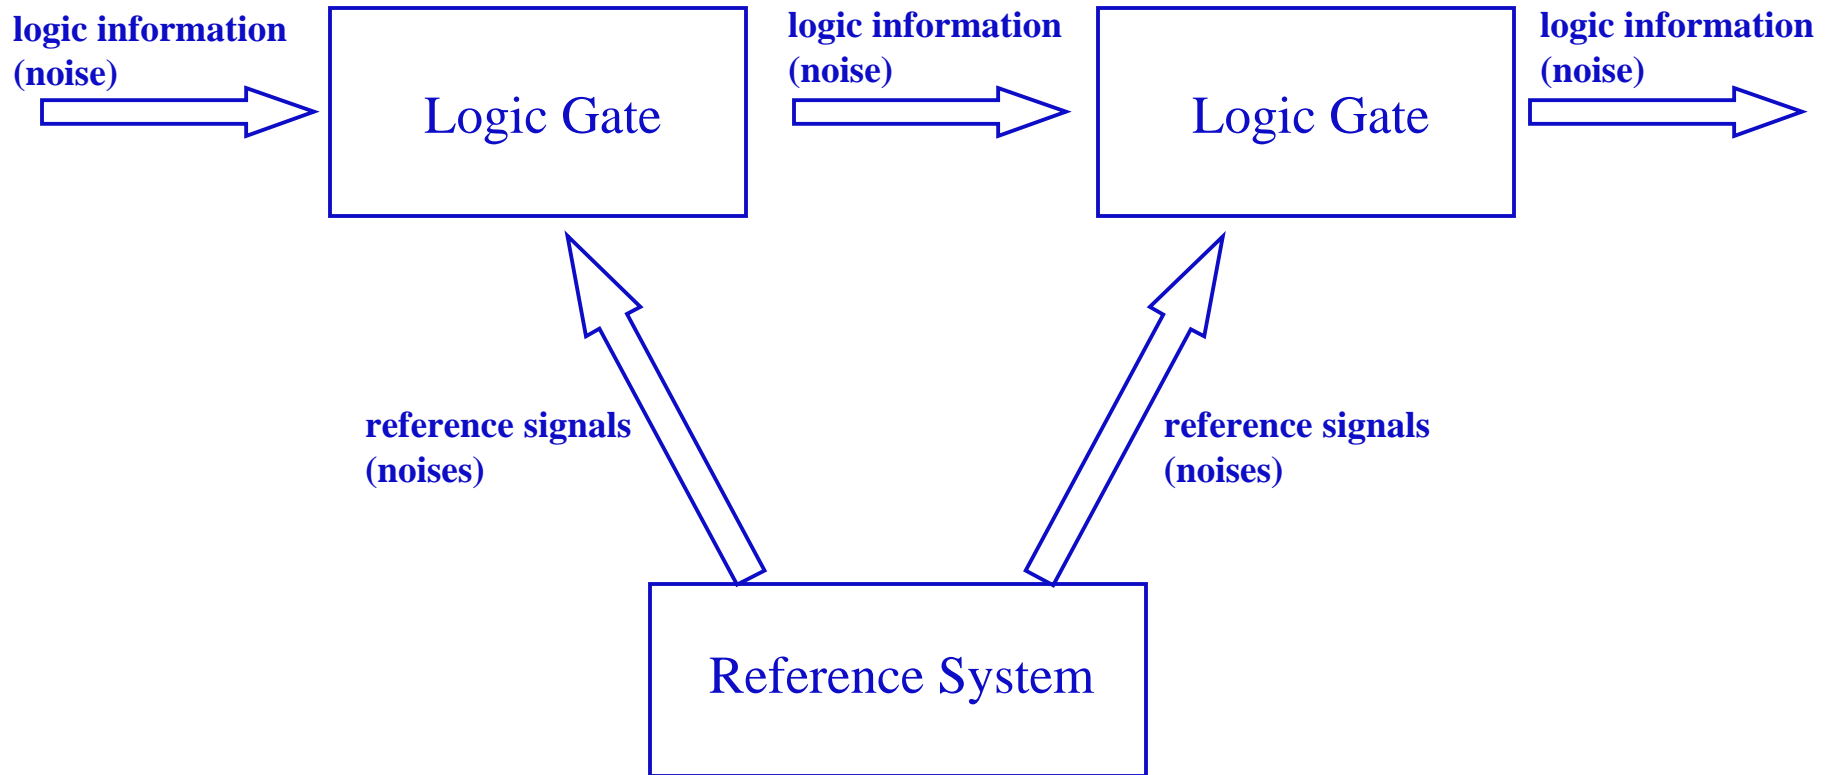 logic information
(noise)
Logic Gate
logic information
(noise)
Logic Gate
logic information
(noise)
reference signals
(noises)
reference signals
(noises)
Reference System